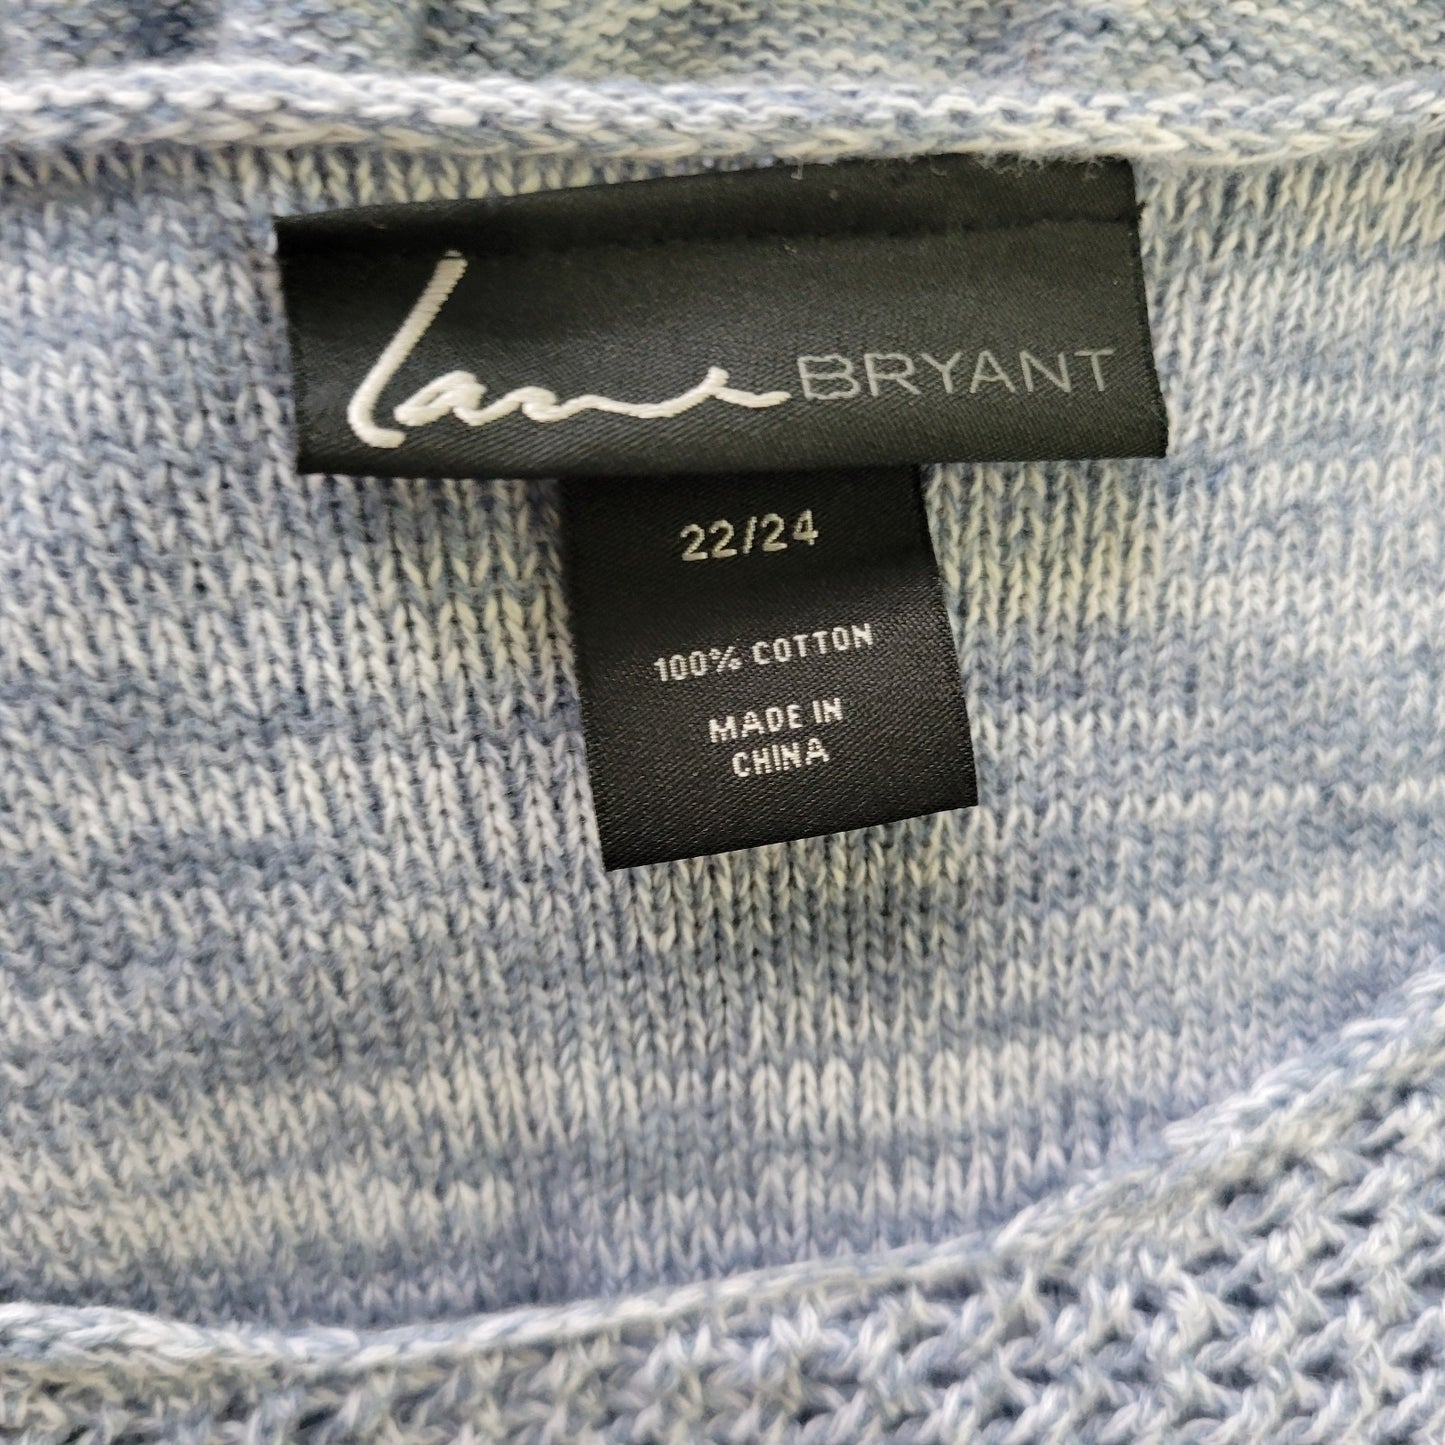 Lane BRYANT
22/24
100% COTTON
MADE IN
CHINA